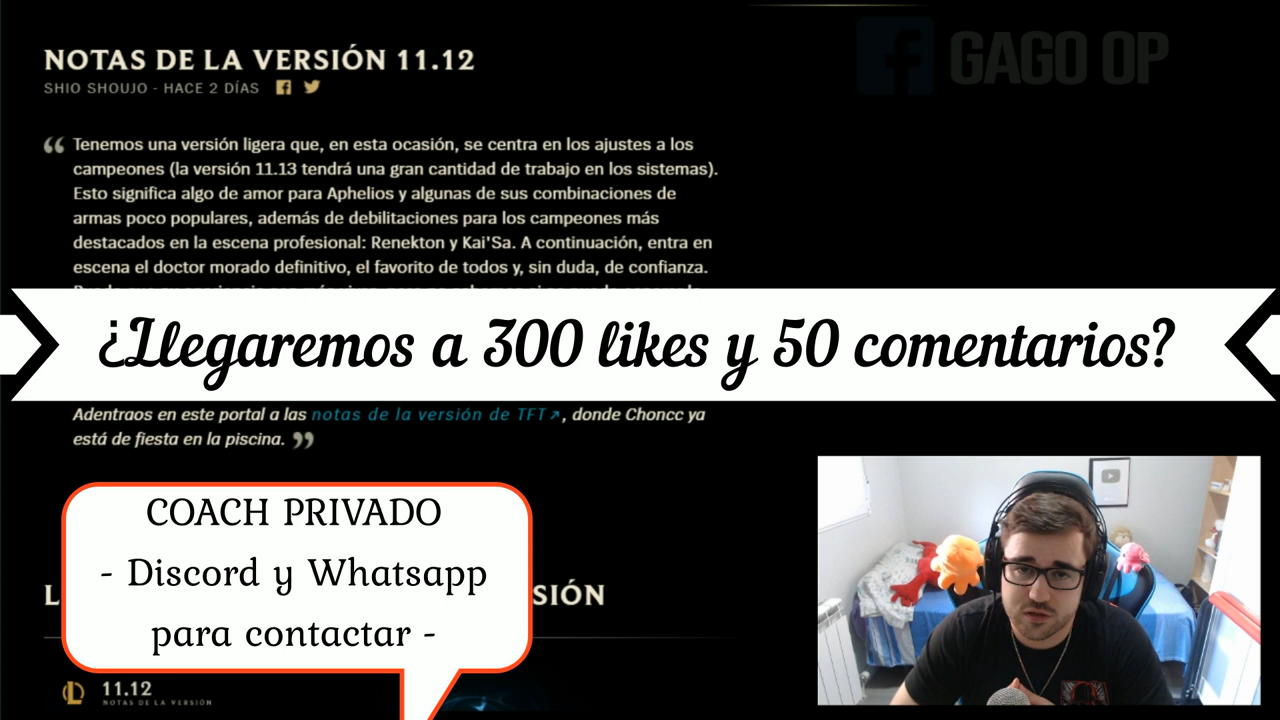 NOTAS DE LA VERSIÓN 11.12
SHIO SHOUJO - HACE 2 DÍAS
GAGO OP
“ Tenemos una versión ligera que, en esta ocasión, se centra en los ajustes a los
campeones (la versión 11.13 tendrá una gran cantidad de trabajo en los sistemas).
Esto significa algo de amor para Aphelios y algunas de sus combinaciones de
armas poco populares, además de debilitaciones para los campeones más
destacados en la escena profesional: Renekton y Kai'Sa. A continuación, entra en
escena el doctor morado definitivo, el favorito de todos y, sin duda, de confianza.
¿Llegaremos a 300 likes y 50 comentarios?
Adentraos en este portal a las notas de la versión de TFT↗, donde Choncc ya
está de fiesta en la piscina. ”
COACH PRIVADO
- Discord y Whatsapp
para contactar -
L SIÓN
11.12
NOTAS DE LA VERSIÓN